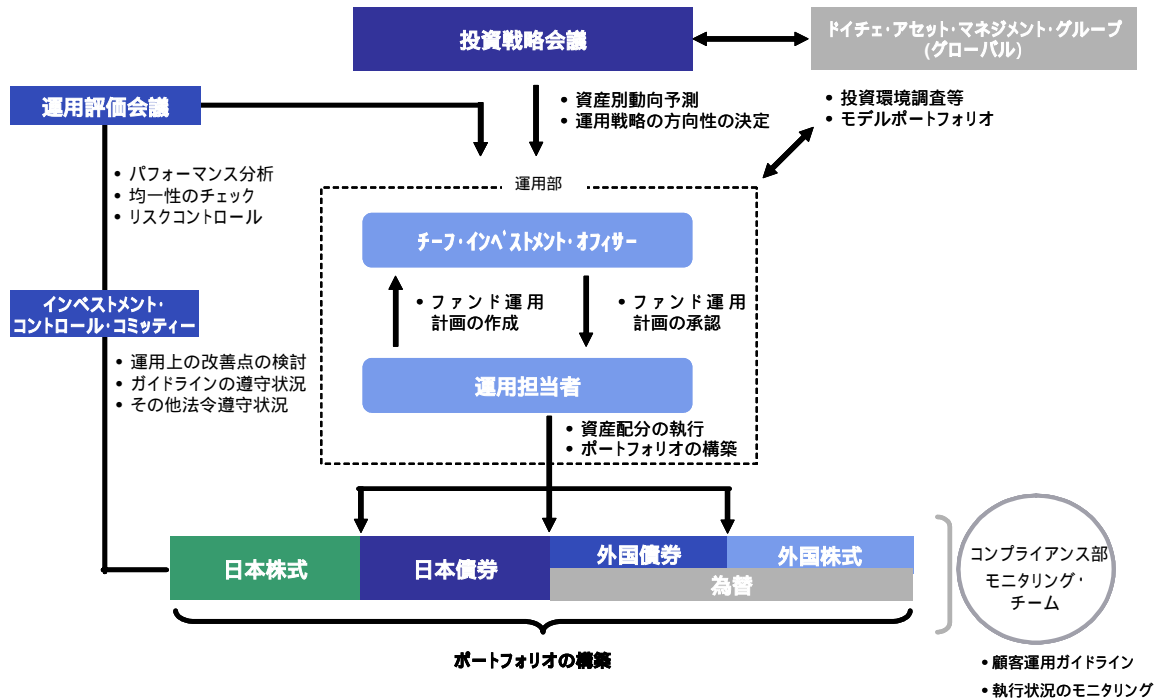 投資戦略会議
ドイチェ・アセット・マネジメント・グループ
(グローバル)
運用評価会議
• 資産別動向予測
• 運用戦略の方向性の決定
• 投資環境調査等
• モデルポートフォリオ
• パフォーマンス分析
• 均一性のチェック
• リスクコントロール
運用部
チーフ・インベストメント・オフィサー
• ファンド運用
計画の作成
• ファンド運用
計画の承認
インベストメント・
コントロール・コミッティー
• 運用上の改善点の検討
• ガイドラインの遵守状況
• その他法令遵守状況
運用担当者
• 資産配分の執行
• ポートフォリオの構築
日本株式
日本債券
外国債券
外国株式
為替
コンプライアンス部
モニタリング・
チーム
ポートフォリオの構築
• 顧客運用ガイドライン
• 執行状況のモニタリング